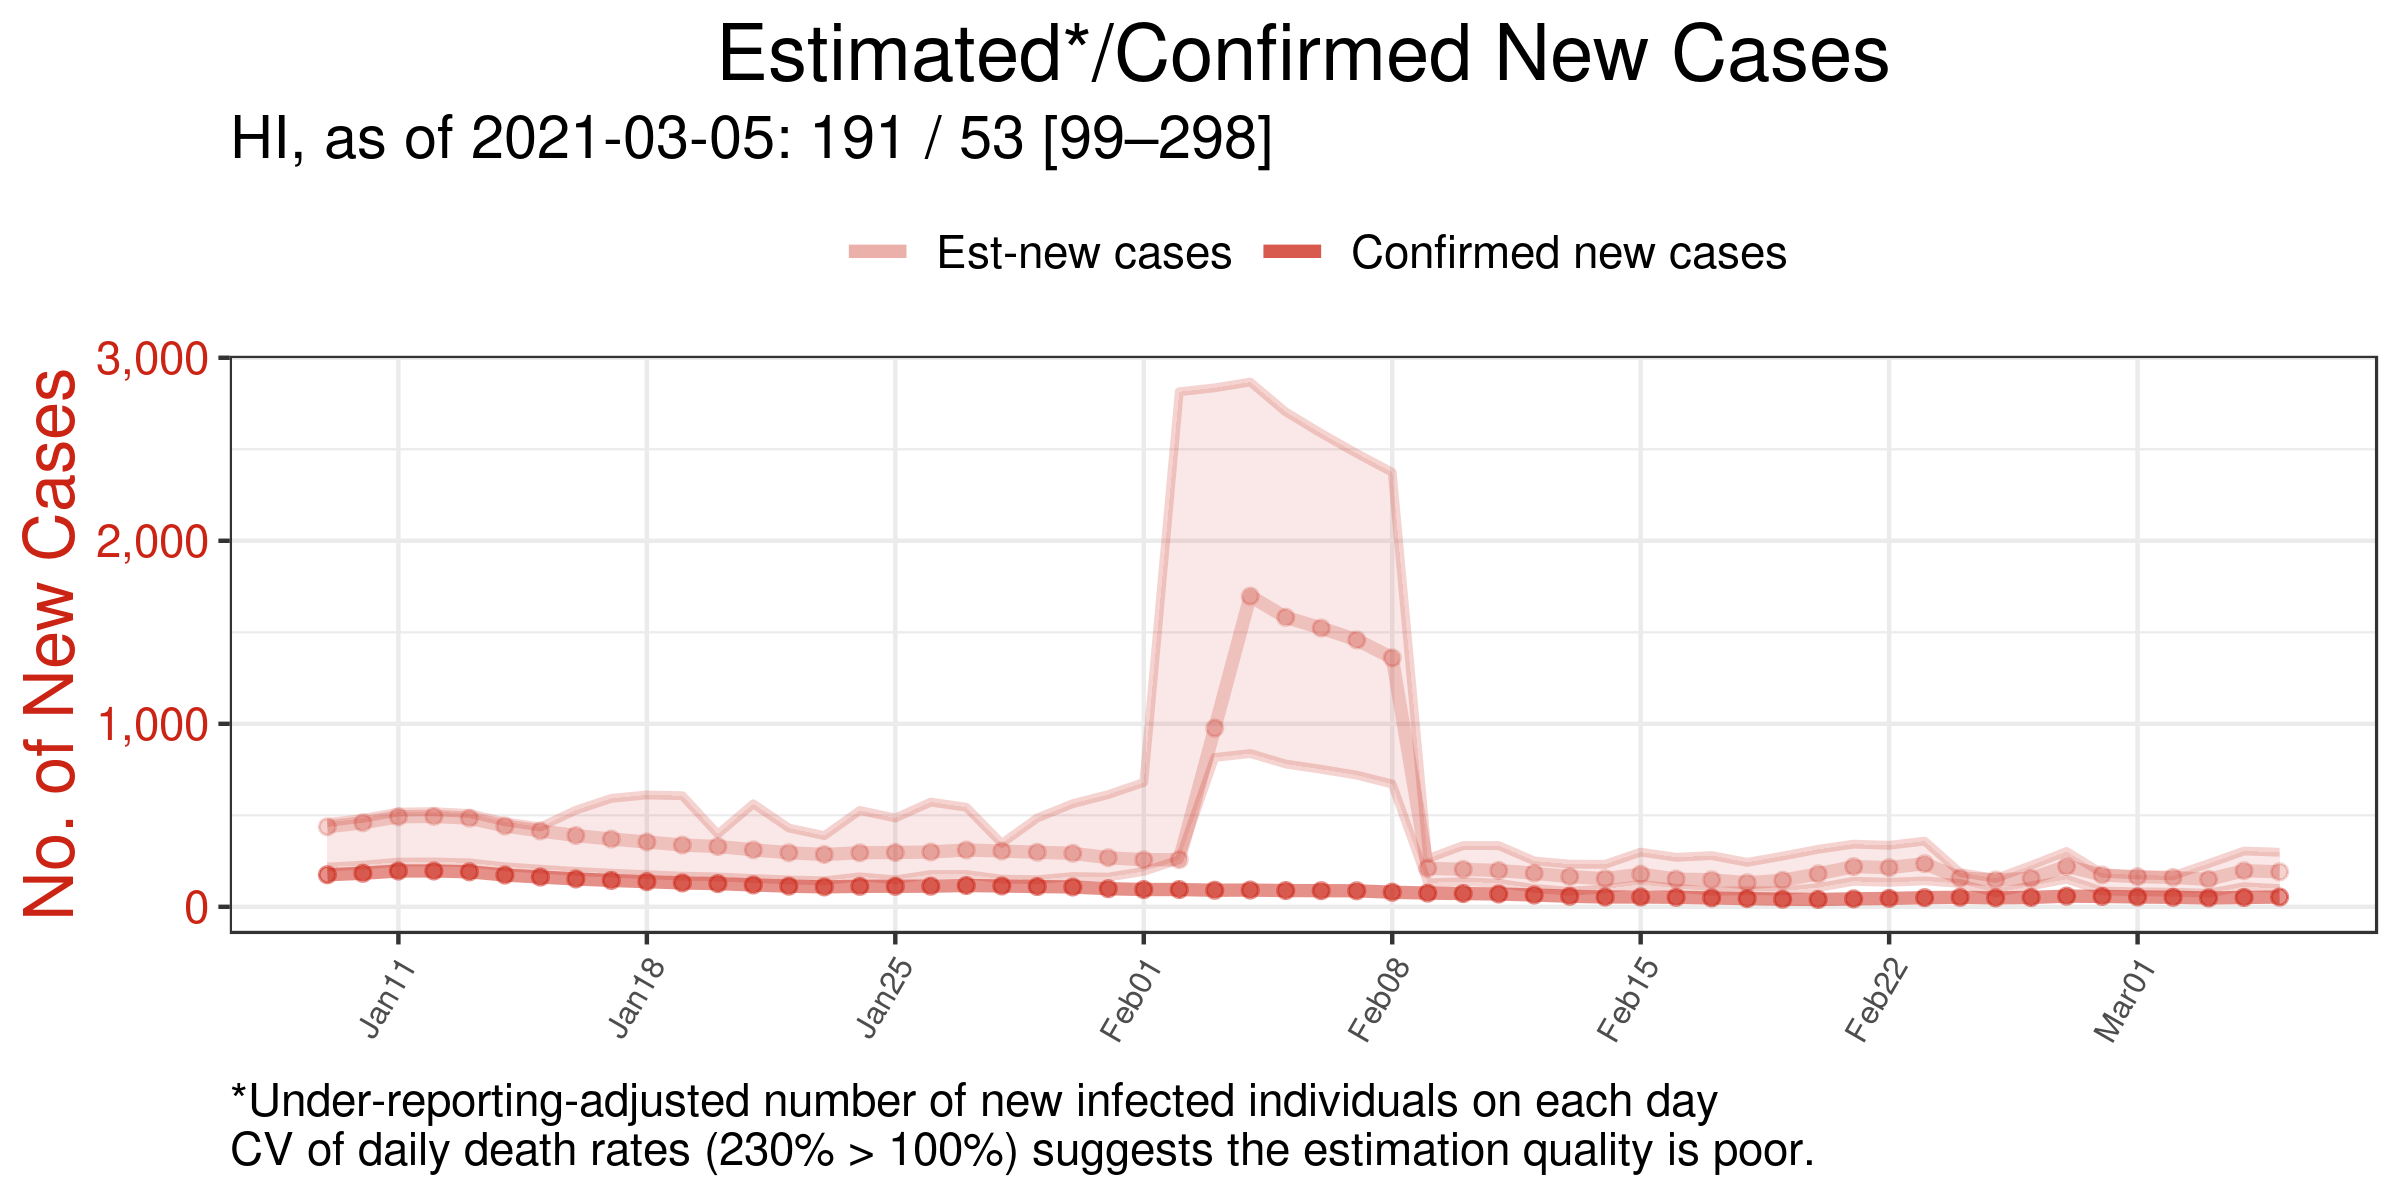 Estimated*/Confirmed New Cases
HI, as of 2021-03-05: 191 / 53 [99–298]
Est-new cases
Confirmed new cases
No. of New Cases
3,000
2,000
1,000
0
Jan11
Jan18
Jan25
Feb01
Feb08
Feb15
Feb22
Mar01
*Under-reporting-adjusted number of new infected individuals on each day
CV of daily death rates (230% > 100%) suggests the estimation quality is poor.